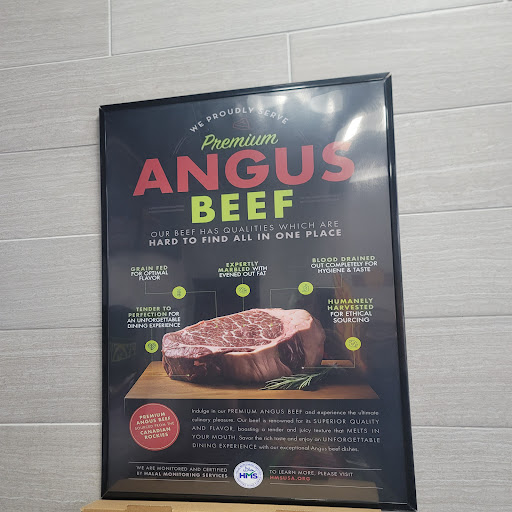 WE PROUDLY SERVE
Premium
ANGUS
BEEF
OUR BEEF HAS QUALITIES WHICH ARE
HARD TO FIND ALL IN ONE PLACE
GRAIN FED
FOR OPTIMAL
FLAVOR
EXPERTLY
MARBLED WITH
EVENED OUT FAT
BLOOD DRAINED
OUT COMPLETELY FOR
HYGIENE & TASTE
TENDER TO
PERFECTION FOR
AN UNFORGETTABLE
DINING EXPERIENCE
HUMANELY
HARVESTED
FOR ETHICAL
SOURCING
PREMIUM
ANGUS BEEF
SOURCED FROM THE
CANADIAN
ROCKIES
Indulge in our PREMIUM ANGUS BEEF and experience the ultimate
culinary pleasure. Our beef is renowned for its SUPERIOR QUALITY
AND FLAVOR, boasting a tender and juicy texture that MELTS IN
YOUR MOUTH. Savor the rich taste and enjoy an UNFORGETTABLE
DINING EXPERIENCE with our exceptional Angus beef dishes.
WE ARE MONITORED AND CERTIFIED
BY HALAL MONITORING SERVICES
HMS
TO LEARN MORE, PLEASE VISIT
HMSUSA.ORG